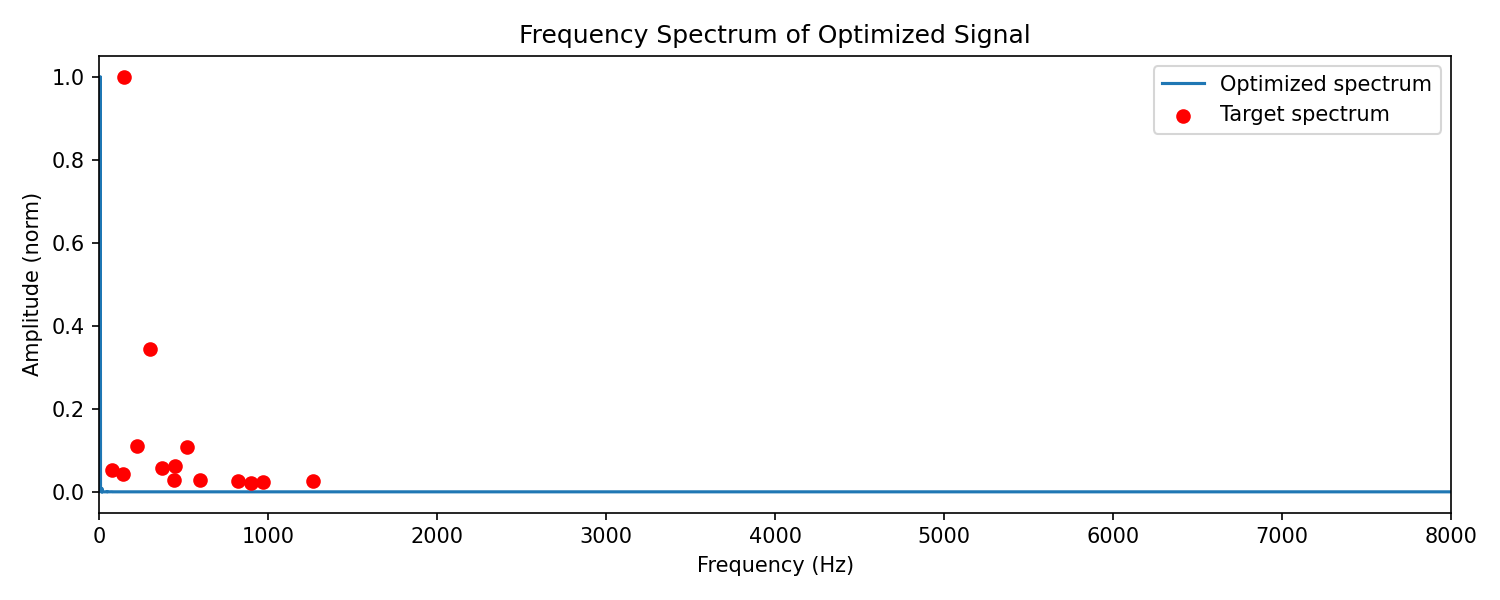 Frequency Spectrum of Optimized Signal
Optimized spectrum
Target spectrum
Amplitude (norm)
1.0
0.8
0.6
0.4
0.2
0.0
0 1000 2000 3000 4000 5000 6000 7000 8000
Frequency (Hz)